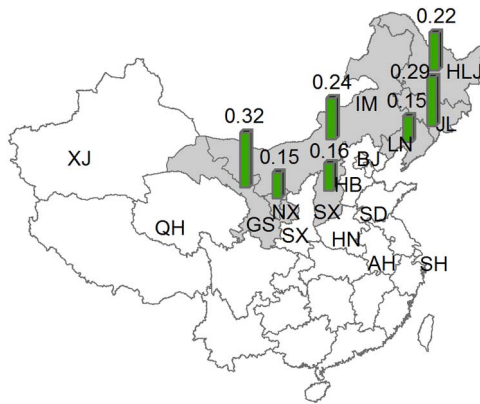 0.22
0.29
HLJ
0.24
0.15
IM
0.32
JL
LN
0.15
0.16
BJ
XJ
HB
NX
SX
SD
GS
QH
SX
HN
AH
SH